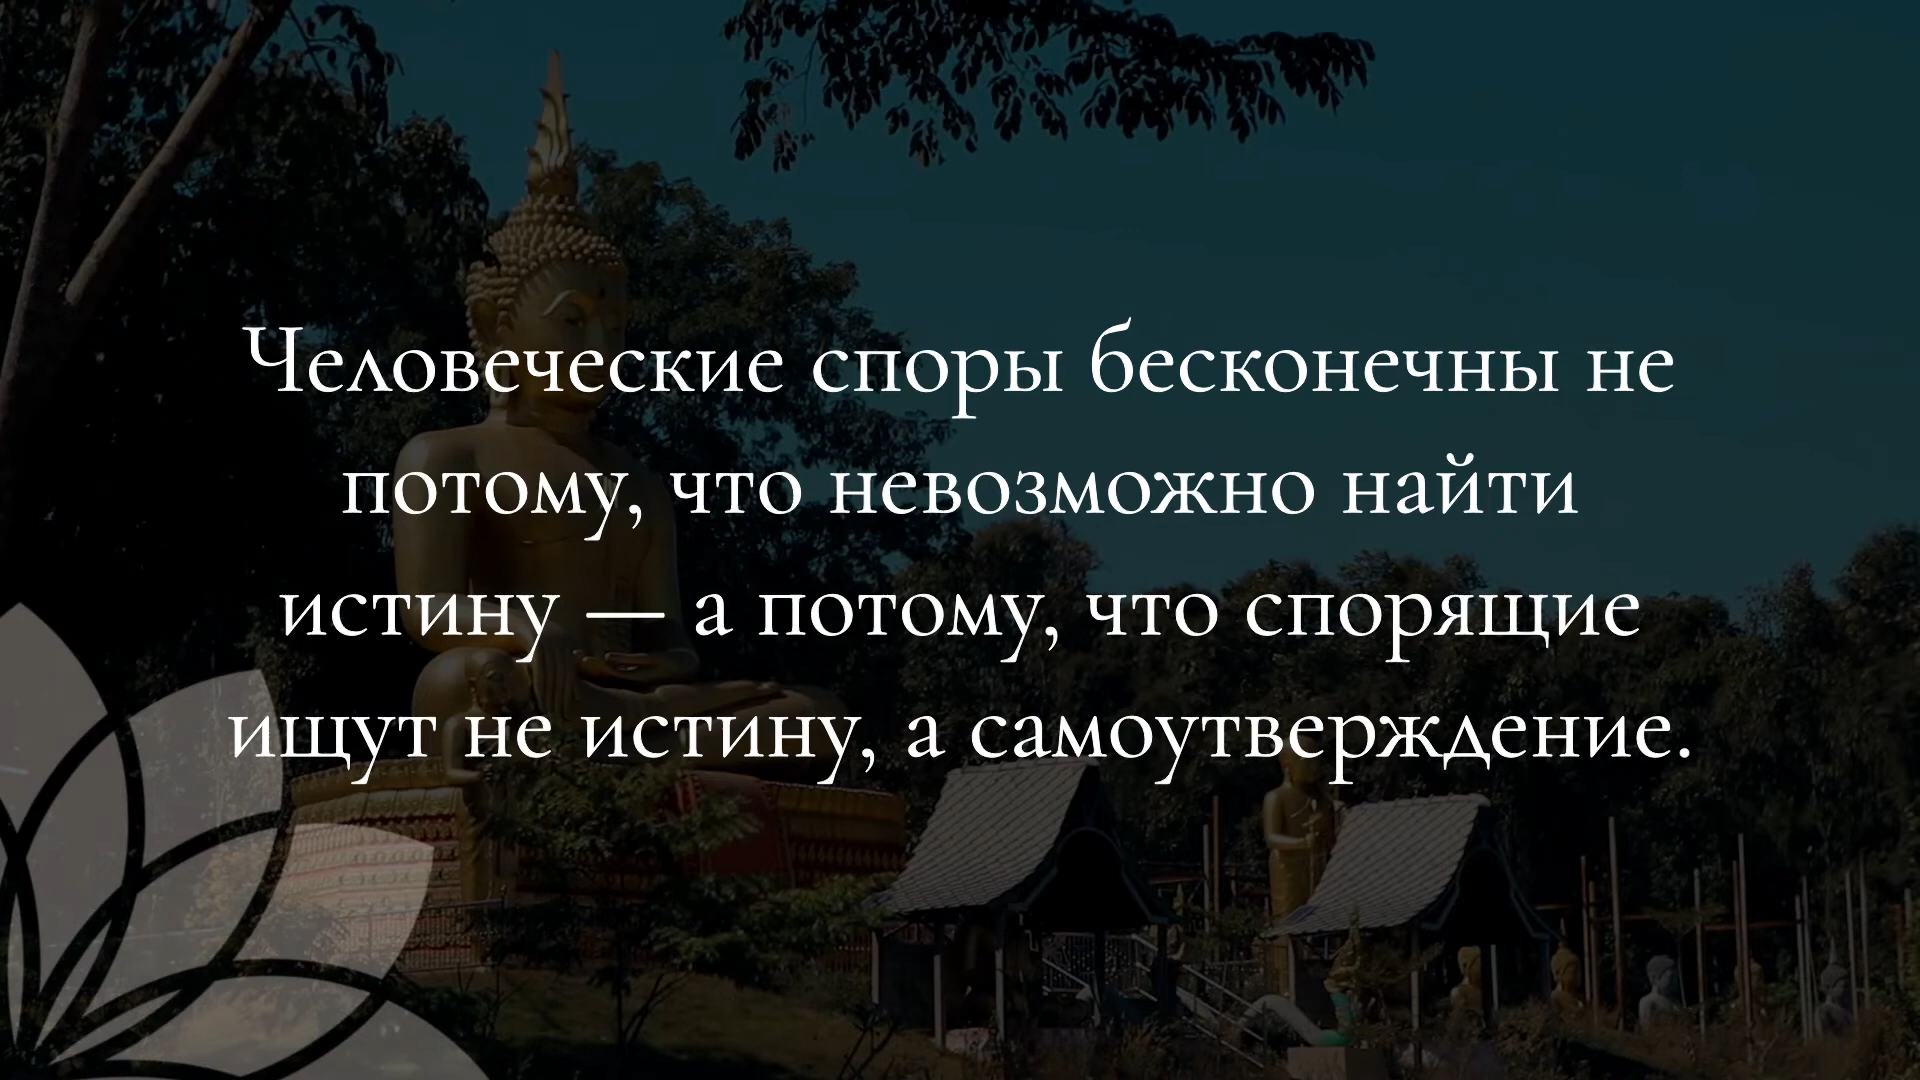 Человеческие споры бесконечны не
потому, что невозможно найти
истину — а потому, что спорящие
ищут не истину, а самоутверждение.